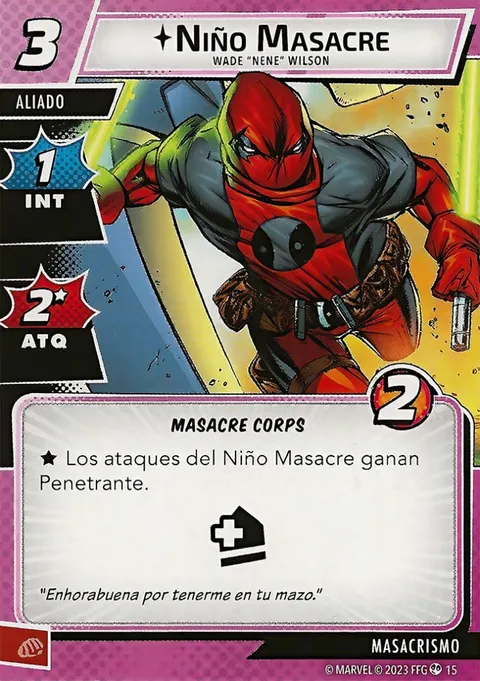 3
NIÑO MASACRE
WADE "NENE" WILSON
ALIADO
1
INT
2
ATQ
2
MASACRE CORPS
★ Los ataques del Niño Masacre ganan
Penetrante.
"Enhorabuena por tenerme en tu mazo."
MASACRISMO
© MARVEL © 2023 FFG 15